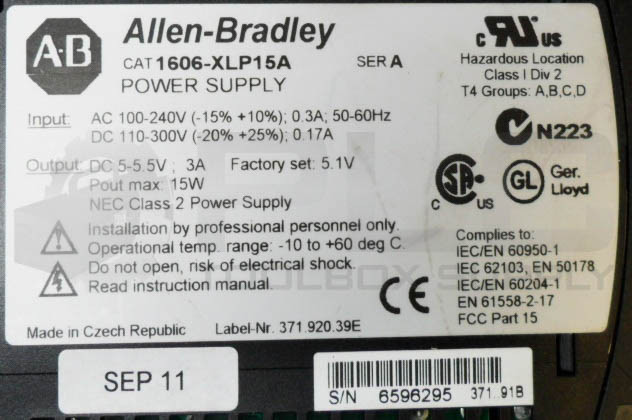 A-B
Allen-Bradley
CAT 1606-XLP15A SER A
POWER SUPPLY
Input: AC 100-240V (-15% +10%); 0.3A; 50-60Hz
DC 110-300V (-20% +25%); 0.17A
Output: DC 5-5.5V ; 3A Factory set: 5.1V
Pout max: 15W
NEC Class 2 Power Supply
Installation by professional personnel only.
Operational temp. range: -10 to +60 deg C.
Do not open, risk of electrical shock.
Read instruction manual.
Made in Czech Republic Label-Nr. 371.920.39E
c UR US
Hazardous Location
Class I Div 2
T4 Groups: A,B,C,D
N223
C SA US
GL Ger. Lloyd
Complies to:
IEC/EN 60950-1
IEC 62103, EN 50178
IEC/EN 60204-1
EN 61558-2-17
FCC Part 15
CE
SEP 11
S/N 6596295 371..91B
PLC
TOOLBOX SUPPLY